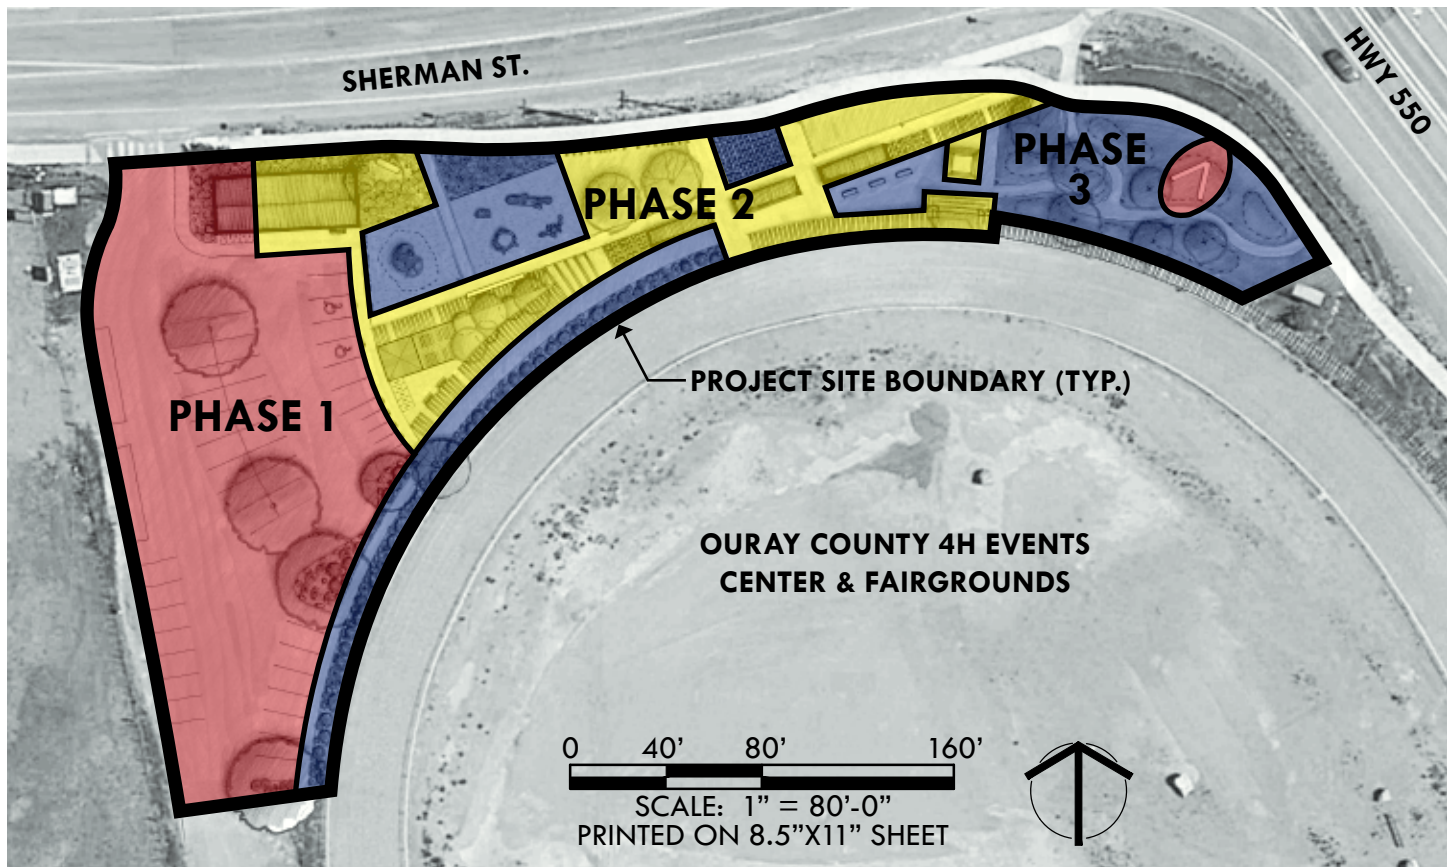 SHERMAN ST.
HWY 550
PHASE 2
PHASE
3
PROJECT SITE BOUNDARY (TYP.)
PHASE 1
OURAY COUNTY 4H EVENTS
CENTER & FAIRGROUNDS
0 40’ 80’ 160’
SCALE: 1” = 80’-0”
PRINTED ON 8.5”X11” SHEET